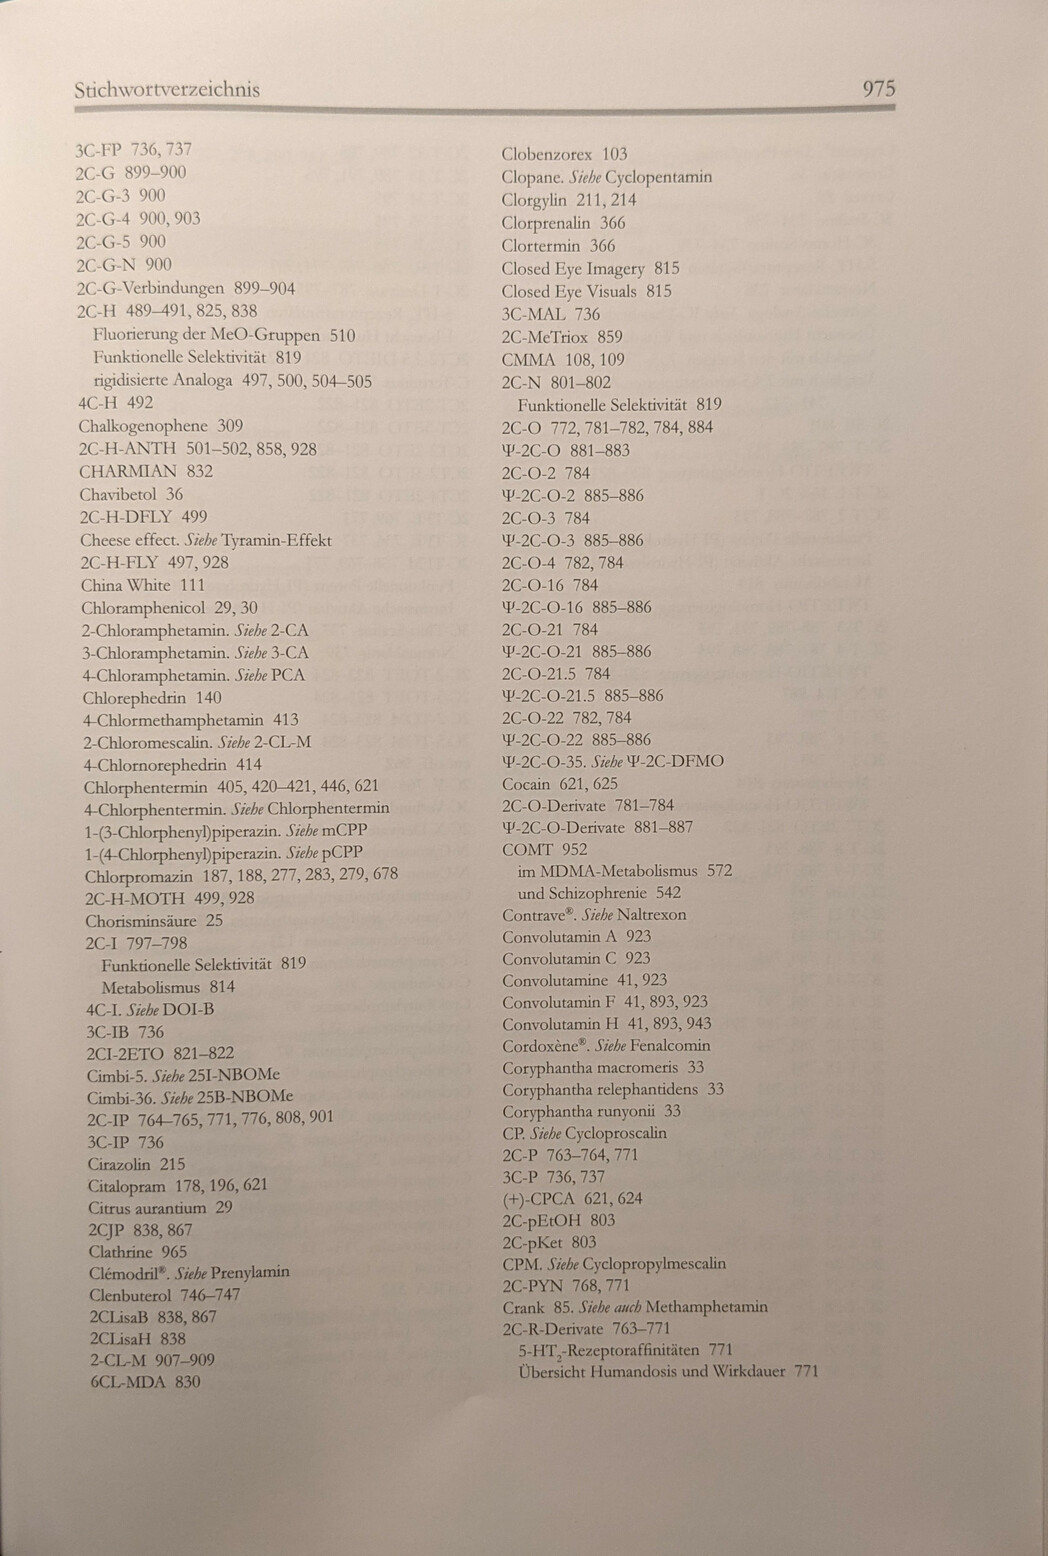 Stichwortverzeichnis 975
3C-FP 736, 737
2C-G 899–900
2C-G-3 900
2C-G-4 900, 903
2C-G-5 900
2C-G-N 900
2C-G-Verbindungen 899–904
2C-H 489–491, 825, 838
Fluorierung der MeO-Gruppen 510
Funktionelle Selektivität 819
rigidisierte Analoga 497, 500, 504–505
4C-H 492
Chalkogenophene 309
2C-H-ANTH 501–502, 858, 928
CHARMIAN 832
Chavibetol 36
2C-H-DFLY 499
Cheese effect. Siehe Tyramin-Effekt
2C-H-FLY 497, 928
China White 111
Chloramphenicol 29, 30
2-Chloramphetamin. Siehe 2-CA
3-Chloramphetamin. Siehe 3-CA
4-Chloramphetamin. Siehe PCA
Chlorephedrin 140
4-Chlormethamphetamin 413
2-Chloromescalin. Siehe 2-CL-M
4-Chlornorephedrin 414
Chlorphentermin 405, 420–421, 446, 621
4-Chlorphentermin. Siehe Chlorphentermin
1-(3-Chlorphenyl)piperazin. Siehe mCPP
1-(4-Chlorphenyl)piperazin. Siehe pCPP
Chlorpromazin 187, 188, 277, 283, 279, 678
2C-H-MOTH 499, 928
Chorisminsäure 25
2C-I 797–798
Funktionelle Selektivität 819
Metabolismus 814
4C-I. Siehe DOI-B
3C-IB 736
2CI-2ETO 821–822
Cimbi-5. Siehe 25I-NBOMe
Cimbi-36. Siehe 25B-NBOMe
2C-IP 764–765, 771, 776, 808, 901
3C-IP 736
Cirazolin 215
Citalopram 178, 196, 621
Citrus aurantium 29
2CJP 838, 867
Clathrine 965
Clémodril®. Siehe Prenylamin
Clenbuterol 746–747
2CLisaB 838, 867
2CLisaH 838
2-CL-M 907–909
6CL-MDA 830
Clobenzorex 103
Clopane. Siehe Cyclopentamin
Clorgylin 211, 214
Clorprenalin 366
Clortermin 366
Closed Eye Imagery 815
Closed Eye Visuals 815
3C-MAL 736
2C-MeTriox 859
CMMA 108, 109
2C-N 801–802
Funktionelle Selektivität 819
2C-O 772, 781–782, 784, 884
Ψ-2C-O 881–883
2C-O-2 784
Ψ-2C-O-2 885–886
2C-O-3 784
Ψ-2C-O-3 885–886
2C-O-4 782, 784
2C-O-16 784
Ψ-2C-O-16 885–886
2C-O-21 784
Ψ-2C-O-21 885–886
2C-O-21.5 784
Ψ-2C-O-21.5 885–886
2C-O-22 782, 784
Ψ-2C-O-22 885–886
Ψ-2C-O-35. Siehe Ψ-2C-DFMO
Cocain 621, 625
2C-O-Derivate 781–784
Ψ-2C-O-Derivate 881–887
COMT 952
im MDMA-Metabolismus 572
und Schizophrenie 542
Contrave®. Siehe Naltrexon
Convolutamin A 923
Convolutamin C 923
Convolutamine 41, 923
Convolutamin F 41, 893, 923
Convolutamin H 41, 893, 943
Cordoxène®. Siehe Fenalcomin
Coryphantha macromeris 33
Coryphantha relephantidens 33
Coryphantha runyonii 33
CP. Siehe Cycloproscalin
2C-P 763–764, 771
3C-P 736, 737
(+)-CPCA 621, 624
2C-pEtOH 803
2C-pKet 803
CPM. Siehe Cyclopropylmescalin
2C-PYN 768, 771
Crank 85. Siehe auch Methamphetamin
2C-R-Derivate 763–771
5-HT₂-Rezeptoraffinitäten 771
Übersicht Humandosis und Wirkdauer 771